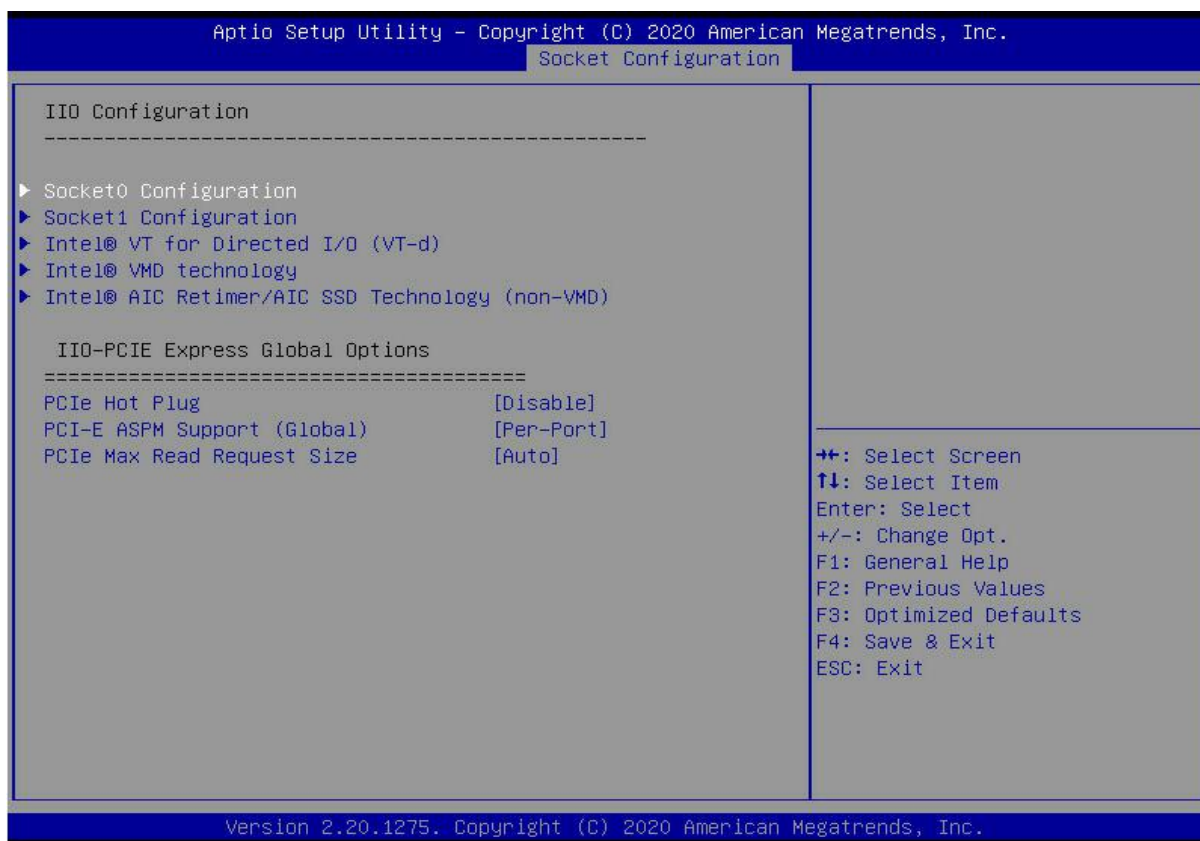 Aptio Setup Utility – Copyright (C) 2020 American Megatrends, Inc.
Socket Configuration
IIO Configuration
--------------------------------------------------
▶ Socket0 Configuration
▶ Socket1 Configuration
▶ Intel® VT for Directed I/O (VT-d)
▶ Intel® VMD technology
▶ Intel® AIC Retimer/AIC SSD Technology (non-VMD)
IIO-PCIE Express Global Options
========================================
PCIe Hot Plug [Disable]
PCI-E ASPM Support (Global) [Per-Port]
PCIe Max Read Request Size [Auto]
→←: Select Screen
↑↓: Select Item
Enter: Select
+/-: Change Opt.
F1: General Help
F2: Previous Values
F3: Optimized Defaults
F4: Save & Exit
ESC: Exit
Version 2.20.1275. Copyright (C) 2020 American Megatrends, Inc.